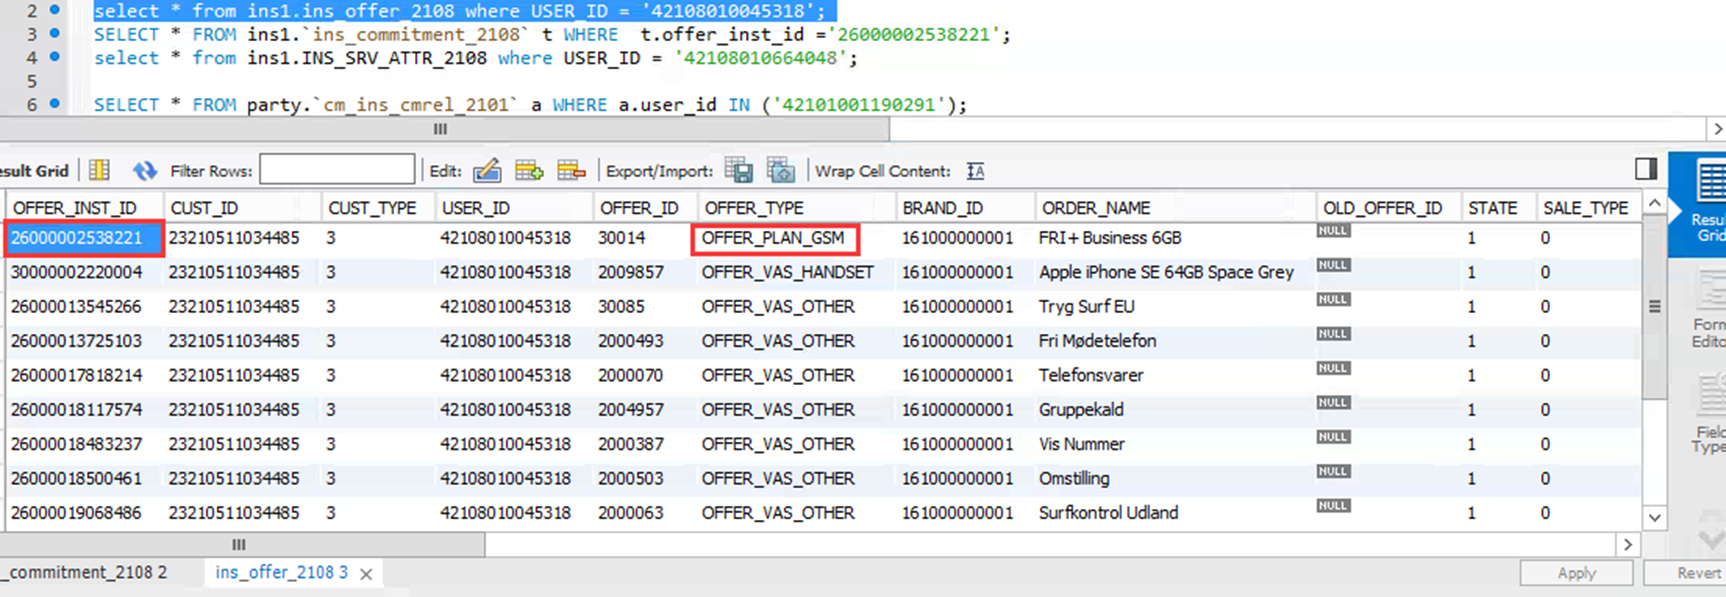 2 select * from ins1.ins_offer_2108 where USER_ID = '42108010045318';
3 SELECT * FROM ins1.`ins_commitment_2108` t WHERE  t.offer_inst_id ='26000002538221';
4 select * from ins1.INS_SRV_ATTR_2108 where USER_ID = '42108010664048';
5
6 SELECT * FROM party.`cm_ins_cmrel_2101` a WHERE a.user_id IN ('42101001190291');
esult Grid Filter Rows: Edit: Export/Import: Wrap Cell Content:
OFFER_INST_ID CUST_ID CUST_TYPE USER_ID OFFER_ID OFFER_TYPE BRAND_ID ORDER_NAME OLD_OFFER_ID STATE SALE_TYPE
26000002538221 23210511034485 3 42108010045318 30014 OFFER_PLAN_GSM 161000000001 FRI+ Business 6GB NULL 1 0
30000002220004 23210511034485 3 42108010045318 2009857 OFFER_VAS_HANDSET 161000000001 Apple iPhone SE 64GB Space Grey NULL 1 0
26000013545266 23210511034485 3 42108010045318 30085 OFFER_VAS_OTHER 161000000001 Tryg Surf EU NULL 1 0
26000013725103 23210511034485 3 42108010045318 2000493 OFFER_VAS_OTHER 161000000001 Fri Mødetelefon NULL 1 0
26000017818214 23210511034485 3 42108010045318 2000070 OFFER_VAS_OTHER 161000000001 Telefonsvarer NULL 1 0
26000018117574 23210511034485 3 42108010045318 2004957 OFFER_VAS_OTHER 161000000001 Gruppekald NULL 1 0
26000018483237 23210511034485 3 42108010045318 2000387 OFFER_VAS_OTHER 161000000001 Vis Nummer NULL 1 0
26000018500461 23210511034485 3 42108010045318 2000503 OFFER_VAS_OTHER 161000000001 Omstilling NULL 1 0
26000019068486 23210511034485 3 42108010045318 2000063 OFFER_VAS_OTHER 161000000001 Surfkontrol Udland NULL 1 0
Resu
Grid
Form
Edito
Field
Type
_commitment_2108 2 ins_offer_2108 3 Apply Revert